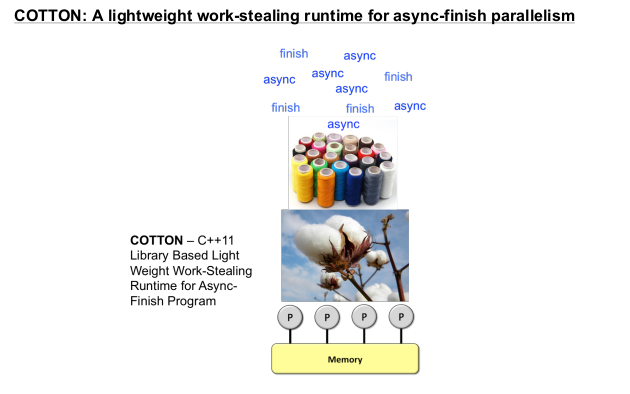 COTTON: A lightweight work-stealing runtime for async-finish parallelism
finish
async
async
async
finish
async
finish
finish
async
async
COTTON – C++11
Library Based Light
Weight Work-Stealing
Runtime for Async-
Finish Program
P P P P
Memory